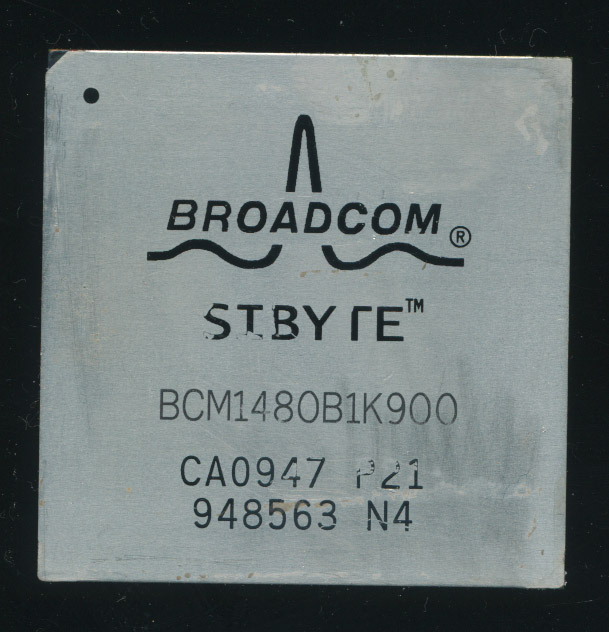 BROADCOM®
SIBYTE™
BCM1480B1K900
CA0947 P21
948563 N4